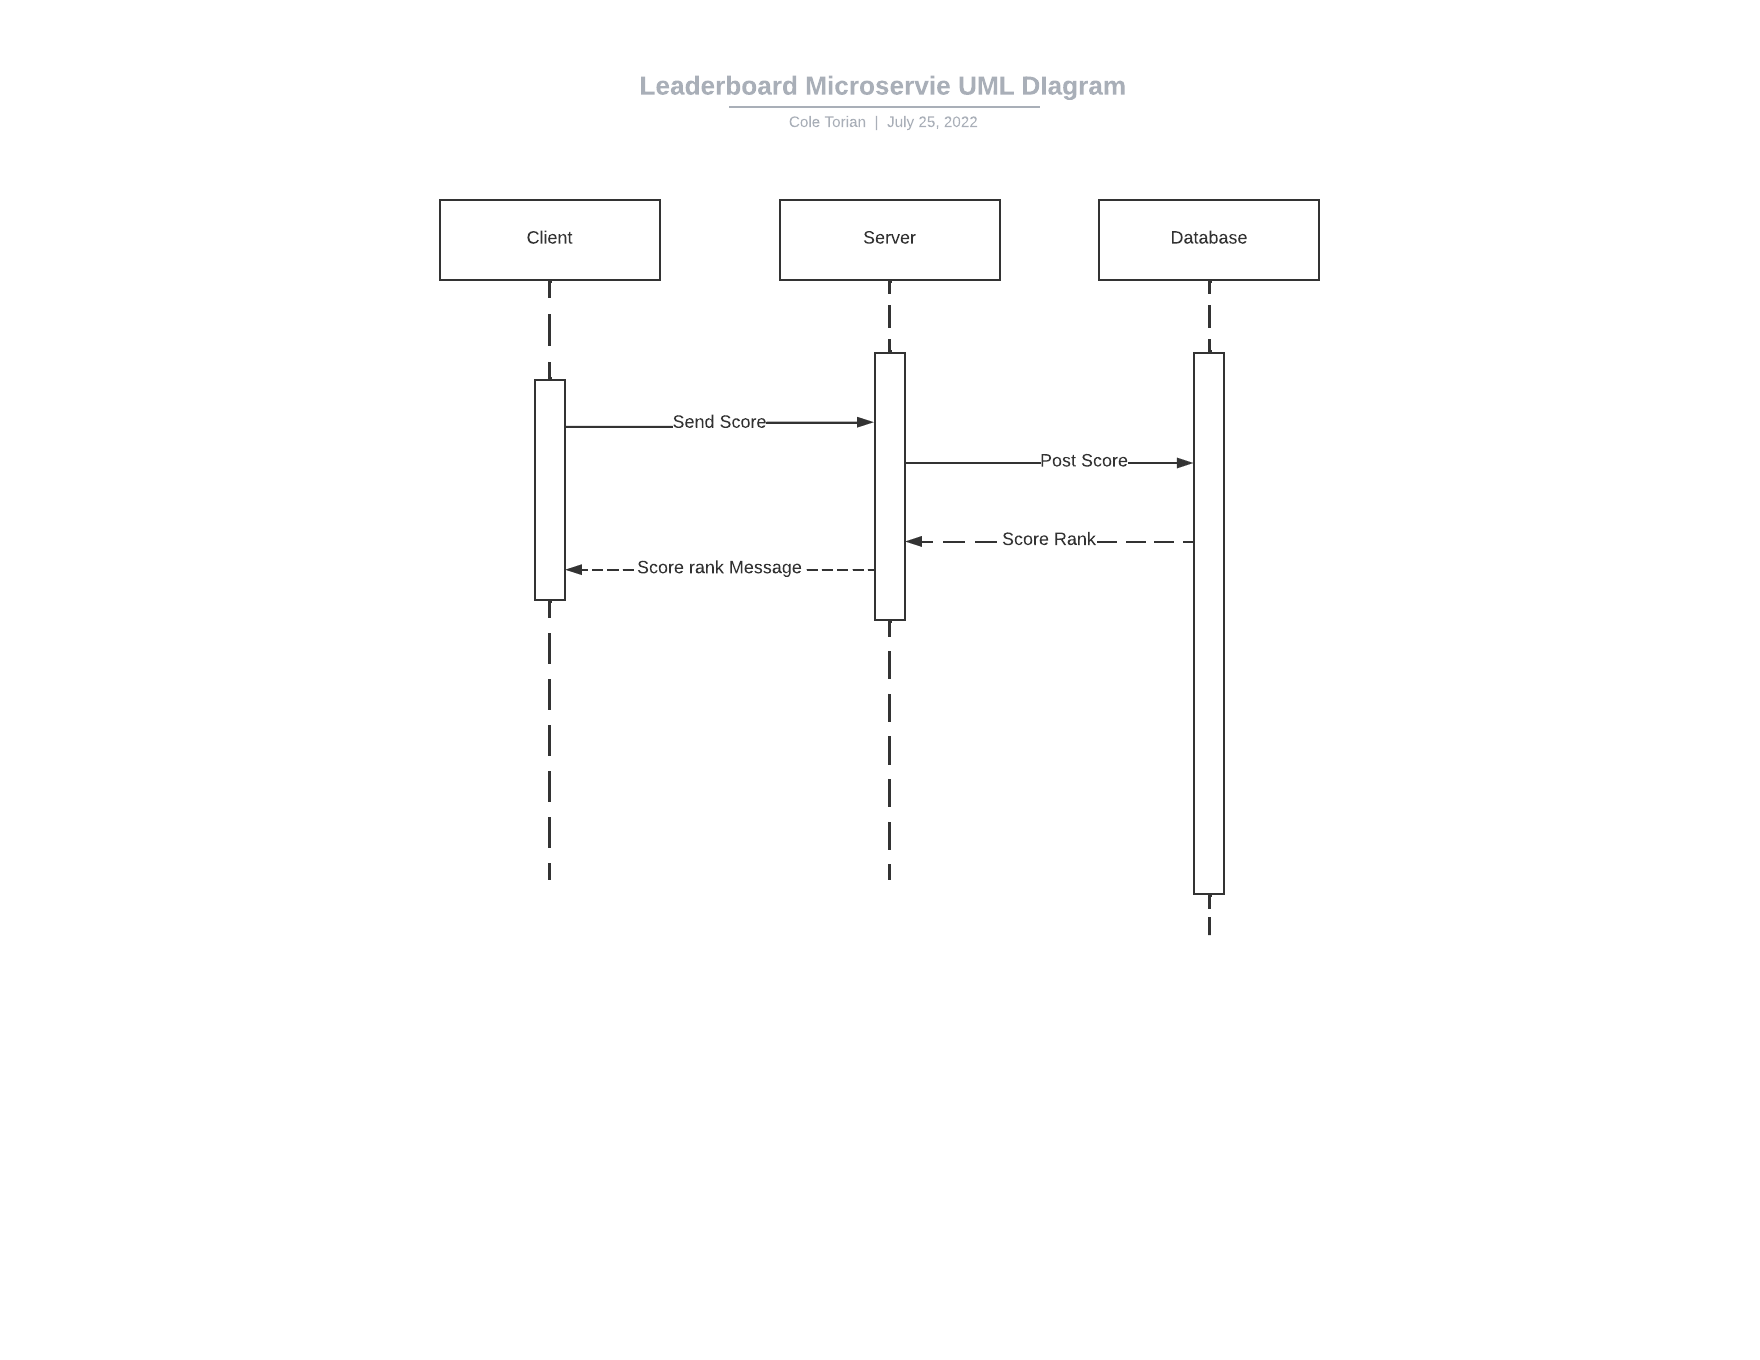 Leaderboard Microservie UML DIagram
Cole Torian | July 25, 2022
Client
Server
Database
Send Score
Post Score
Score Rank
Score rank Message